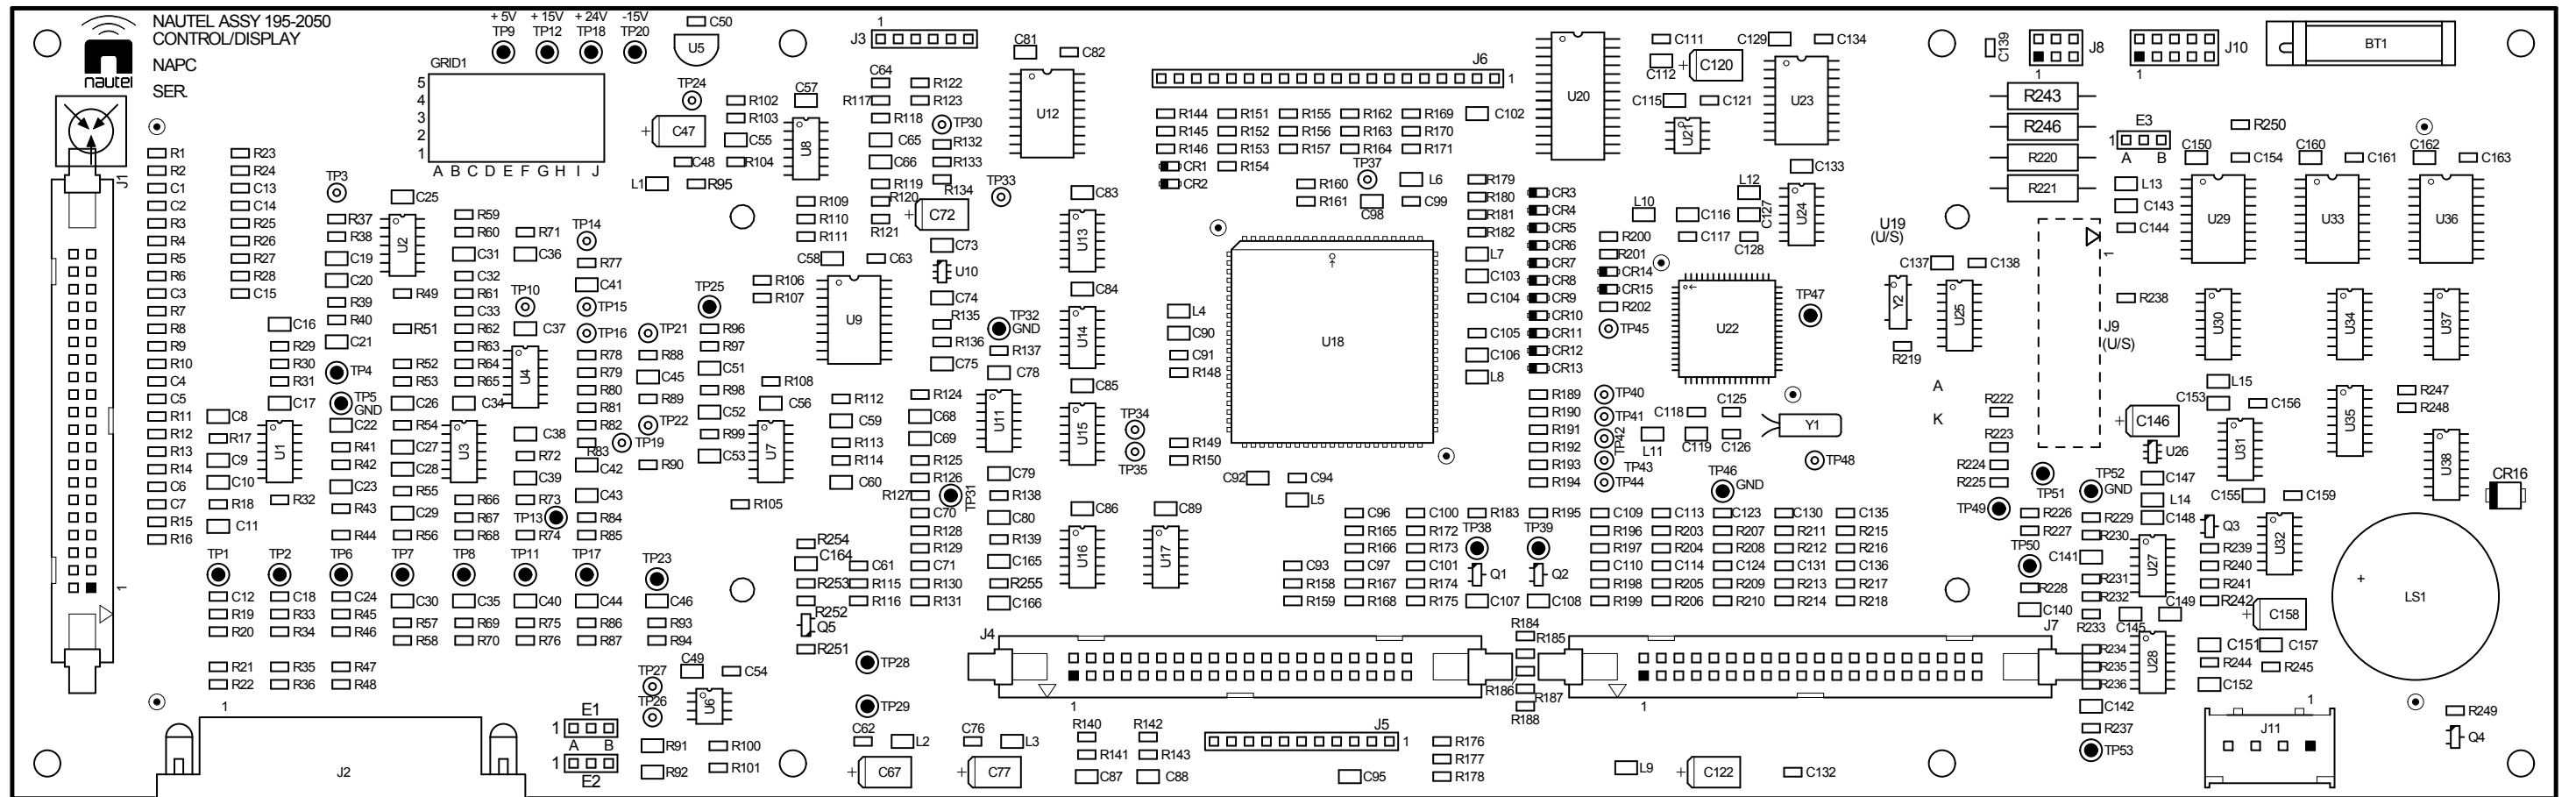 NAUTEL ASSY 195-2050
CONTROL/DISPLAY
NAPC
SER.
nautel
+ 5V + 15V + 24V -15V
TP9 TP12 TP18 TP20
C50
U5
GRID1
5
4
3
2
1
A B C D E F G H I J
TP24
C47
C48
L1
R95
R102
R103
C55
R104
C57
U8
J3
1
C64
R117
R118
C65
C66
R119
R120
R121
R122
R123
TP30
R132
R133
R134
C72
TP33
C81
C82
U12
J6
1
R144 R151 R155 R162 R169 C102
R145 R152 R156 R163 R170
R146 R153 R157 R164 R171
CR1 R154 TP37
CR2 R160 L6
R161 C98 C99
U20
C111
C112
C120
C115
C121
C129
C134
U21
U23
C133
C139
J8
1
J10
1
BT1
R243
R246
R220
R221
E3
1
A B
R250
C150 C154 C160 C161 C162 C163
L13
C143
C144
U29
U33
U36
J1
1
R1
R2
C1
C2
R3
R4
R5
R6
C3
R7
R8
R9
R10
C4
C5
R11
R12
R13
R14
C6
C7
R15
R16
R23
R24
C13
C14
R25
R26
R27
R28
C15
C16
R29
R30
R31
C17
C8
R17
C9
C10
R18
C11
U1
R32
TP3
R37
R38
C19
C20
R39
R40
C21
TP4
TP5
GND
C22
R41
R42
C23
R43
R44
C25
U2
R49
R51
R52
R53
C26
R54
C27
C28
R55
C29
R56
R59
R60
C31
C32
R61
C33
R62
R63
R64
R65
C34
U3
R66
R67
R68
R71
C36
TP10
C37
U4
C38
R72
C39
R73
TP13
R74
TP14
R77
C41
TP15
TP16
R78
R79
R80
R81
R82
R83
C42
C43
R84
R85
TP21
R88
C45
R89
TP22
TP19
R90
TP25
R96
R97
C51
R98
C52
R99
C53
R105
R106
R107
R108
C56
U7
R109
R110
R111
C58
C63
U9
R112
C59
R113
R114
C60
C73
U10
C74
R135
R136
C75
R124
C68
C69
R125
R126
R127
TP31
C70
R128
R129
C71
R130
R131
TP32
GND
R137
C78
U11
C79
R138
C80
R139
C165
R255
C166
C83
U13
C84
U14
C85
U15
TP34
TP35
C86
U16
C89
U17
L4
C90
C91
R148
R149
R150
U18
C92
C94
L5
R179
R180
R181
R182
L7
C103
C104
C105
C106
L8
CR3
CR4
CR5
CR6
CR7
CR8
CR9
CR10
CR11
CR12
CR13
R189
R190
R191
R192
R193
R194
L10
R200
R201
CR14
CR15
R202
TP45
TP40
TP41
TP42
TP43
TP44
C116
C117
L12
C127
C128
U24
U22
TP47
C118
C125
L11
C119
C126
Y1
TP46
GND
TP48
U19
(U/S)
C137
C138
Y2
U25
R219
A
K
J9
(U/S)
1
R238
U30
U34
U37
L15
C153
C156
C146
U26
U31
U35
R247
R248
U38
CR16
R222
R223
R224
R225
TP49
TP51
TP52
GND
C147
L14
C148
C155
C159
Q3
U32
R226
R227
TP50
R228
C140
R229
R230
C141
R231
R232
R233
U27
C145
C149
R239
R240
R241
R242
C158
LS1
TP1 TP2 TP6 TP7 TP8 TP11 TP17 TP23
C12 C18 C24 C30 C35 C40 C44 C46
R19 R33 R45 R57 R69 R75 R86 R93
R20 R34 R46 R58 R70 R76 R87 R94
R21 R35 R47
R22 R36 R48
R254
C164
R253
R252
Q5
R251
C61
R115
R116
C93
R158
R159
C96 C100 R183 R195 C109 C113 C123 C130 C135
R165 R172 TP38 TP39 R196 R203 R207 R211 R215
R166 R173 R197 R204 R208 R212 R216
C97 C101 Q1 Q2 C110 C114 C124 C131 C136
R167 R174 R198 R205 R209 R213 R217
R168 R175 C107 C108 R199 R206 R210 R214 R218
J4
1
R184
R185
R186
R187
R188
J7
1
R234
R235
R236
U28
C142
R237
TP53
C151
R244
C152
C157
R245
TP27
TP26
C49
C54
U6
TP28
TP29
J2
1
E1
1
A B
1
E2
R91
R92
R100
R101
C62
L2
C67
C76
L3
C77
R140
R141
C87
R142
R143
C88
J5
1
C95
R176
R177
R178
L9
C122
C132
J11
1
R249
Q4